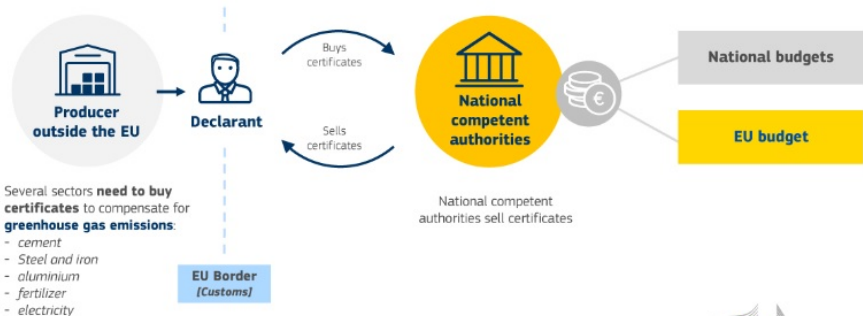 Buys
certificates
Producer
outside the EU
Declarant
Sells
certificates
National
competent
authorities
€
National budgets
EU budget
National competent
authorities sell certificates
Several sectors need to buy
certificates to compensate for
greenhouse gas emissions:
- cement
- Steel and iron
- aluminium
- fertilizer
- electricity
EU Border
[Customs]